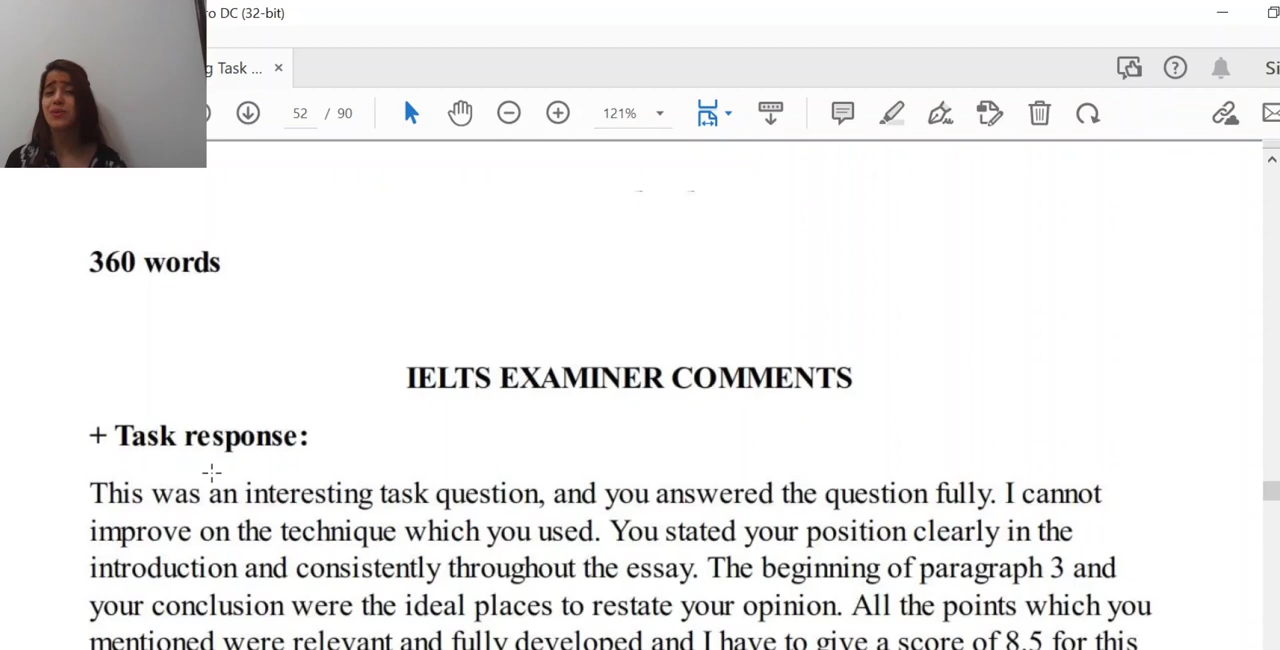 o DC (32-bit)
g Task ...
52 / 90
121%
360 words
IELTS EXAMINER COMMENTS
+ Task response:
This was an interesting task question, and you answered the question fully. I cannot
improve on the technique which you used. You stated your position clearly in the
introduction and consistently throughout the essay. The beginning of paragraph 3 and
your conclusion were the ideal places to restate your opinion. All the points which you
mentioned were relevant and fully developed and I have to give a score of 8.5 for this
Si